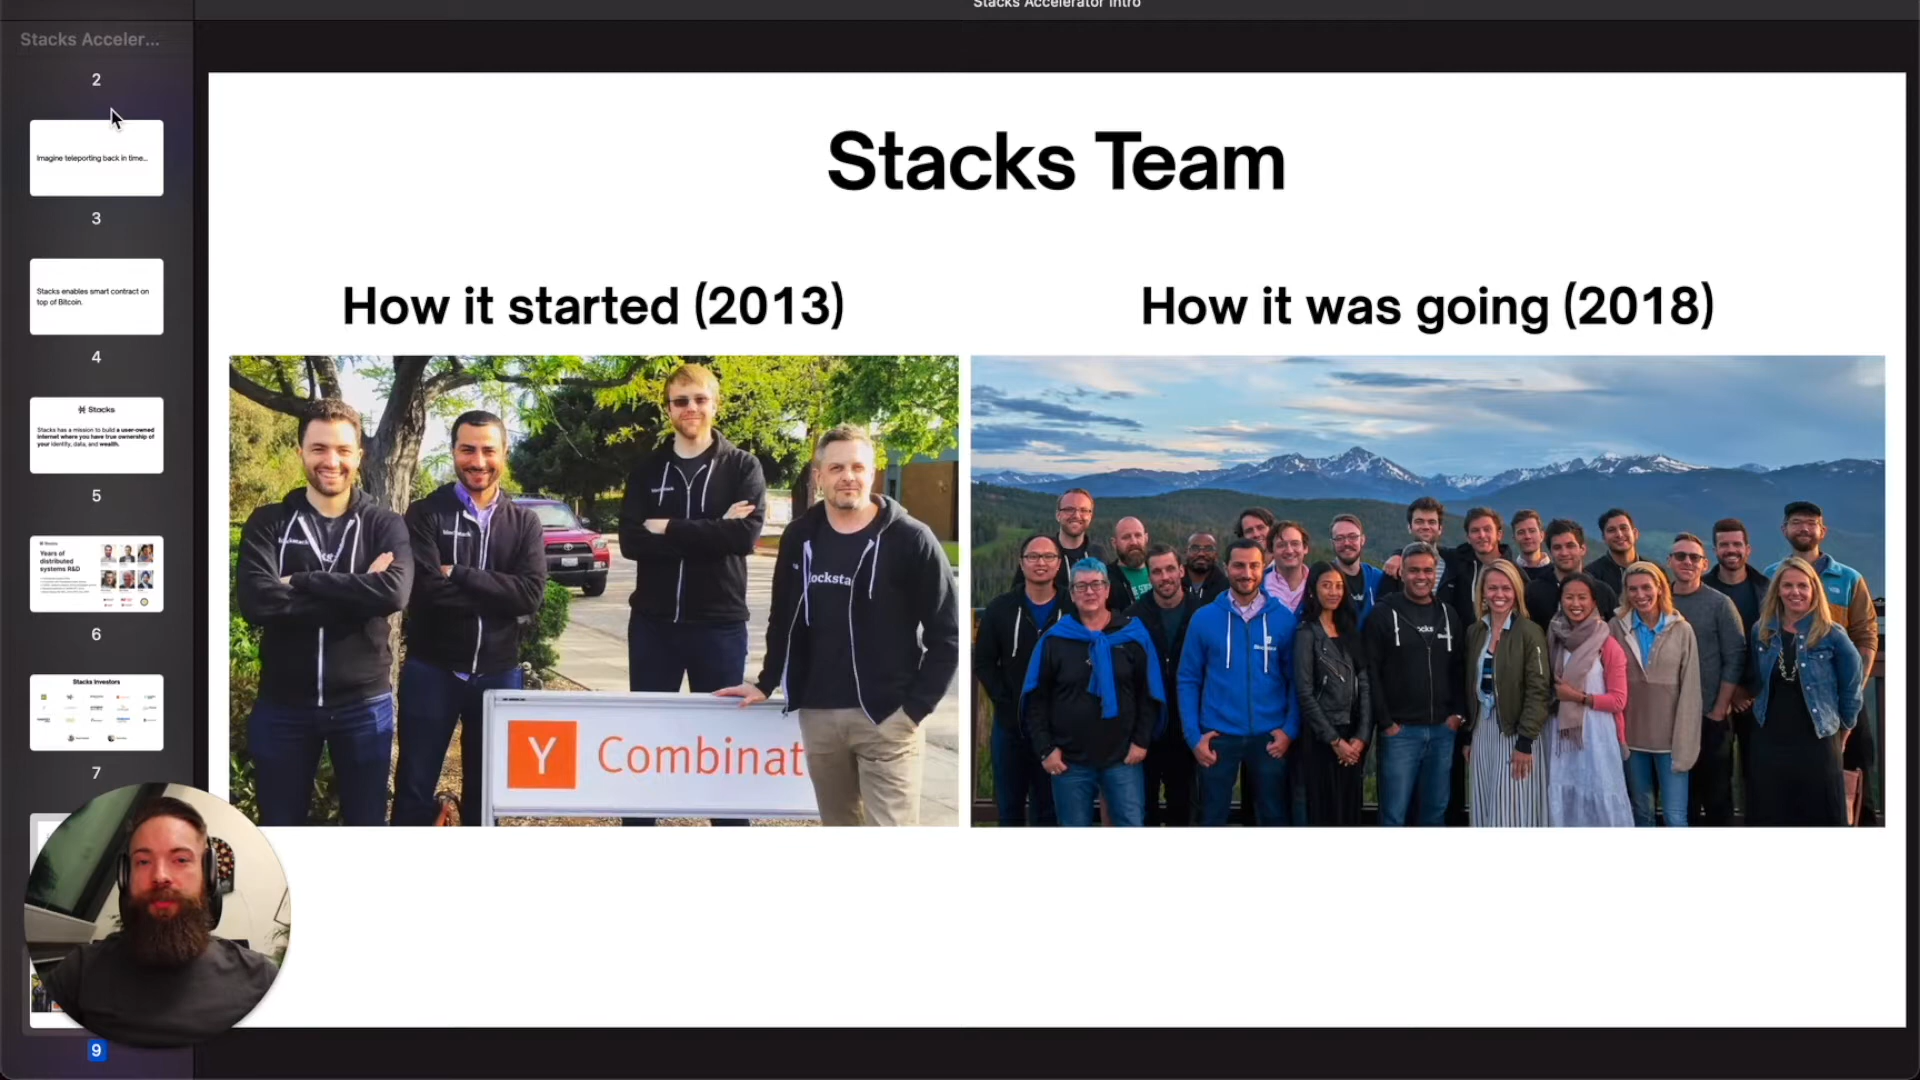 Stacks Accelerator Intro
Stacks Acceler...
2
Imagine teleporting back in time...
3
Stacks enables smart contract on
top of Bitcoin.
4
Stacks
Stacks has a mission to build a user-owned
internet where you have true ownership of
your identity, data, and wealth.
5
Years of
distributed
systems R&D
6
Stacks Investors
7
9
Stacks Team
How it started (2013)
How it was going (2018)
Y Combinat